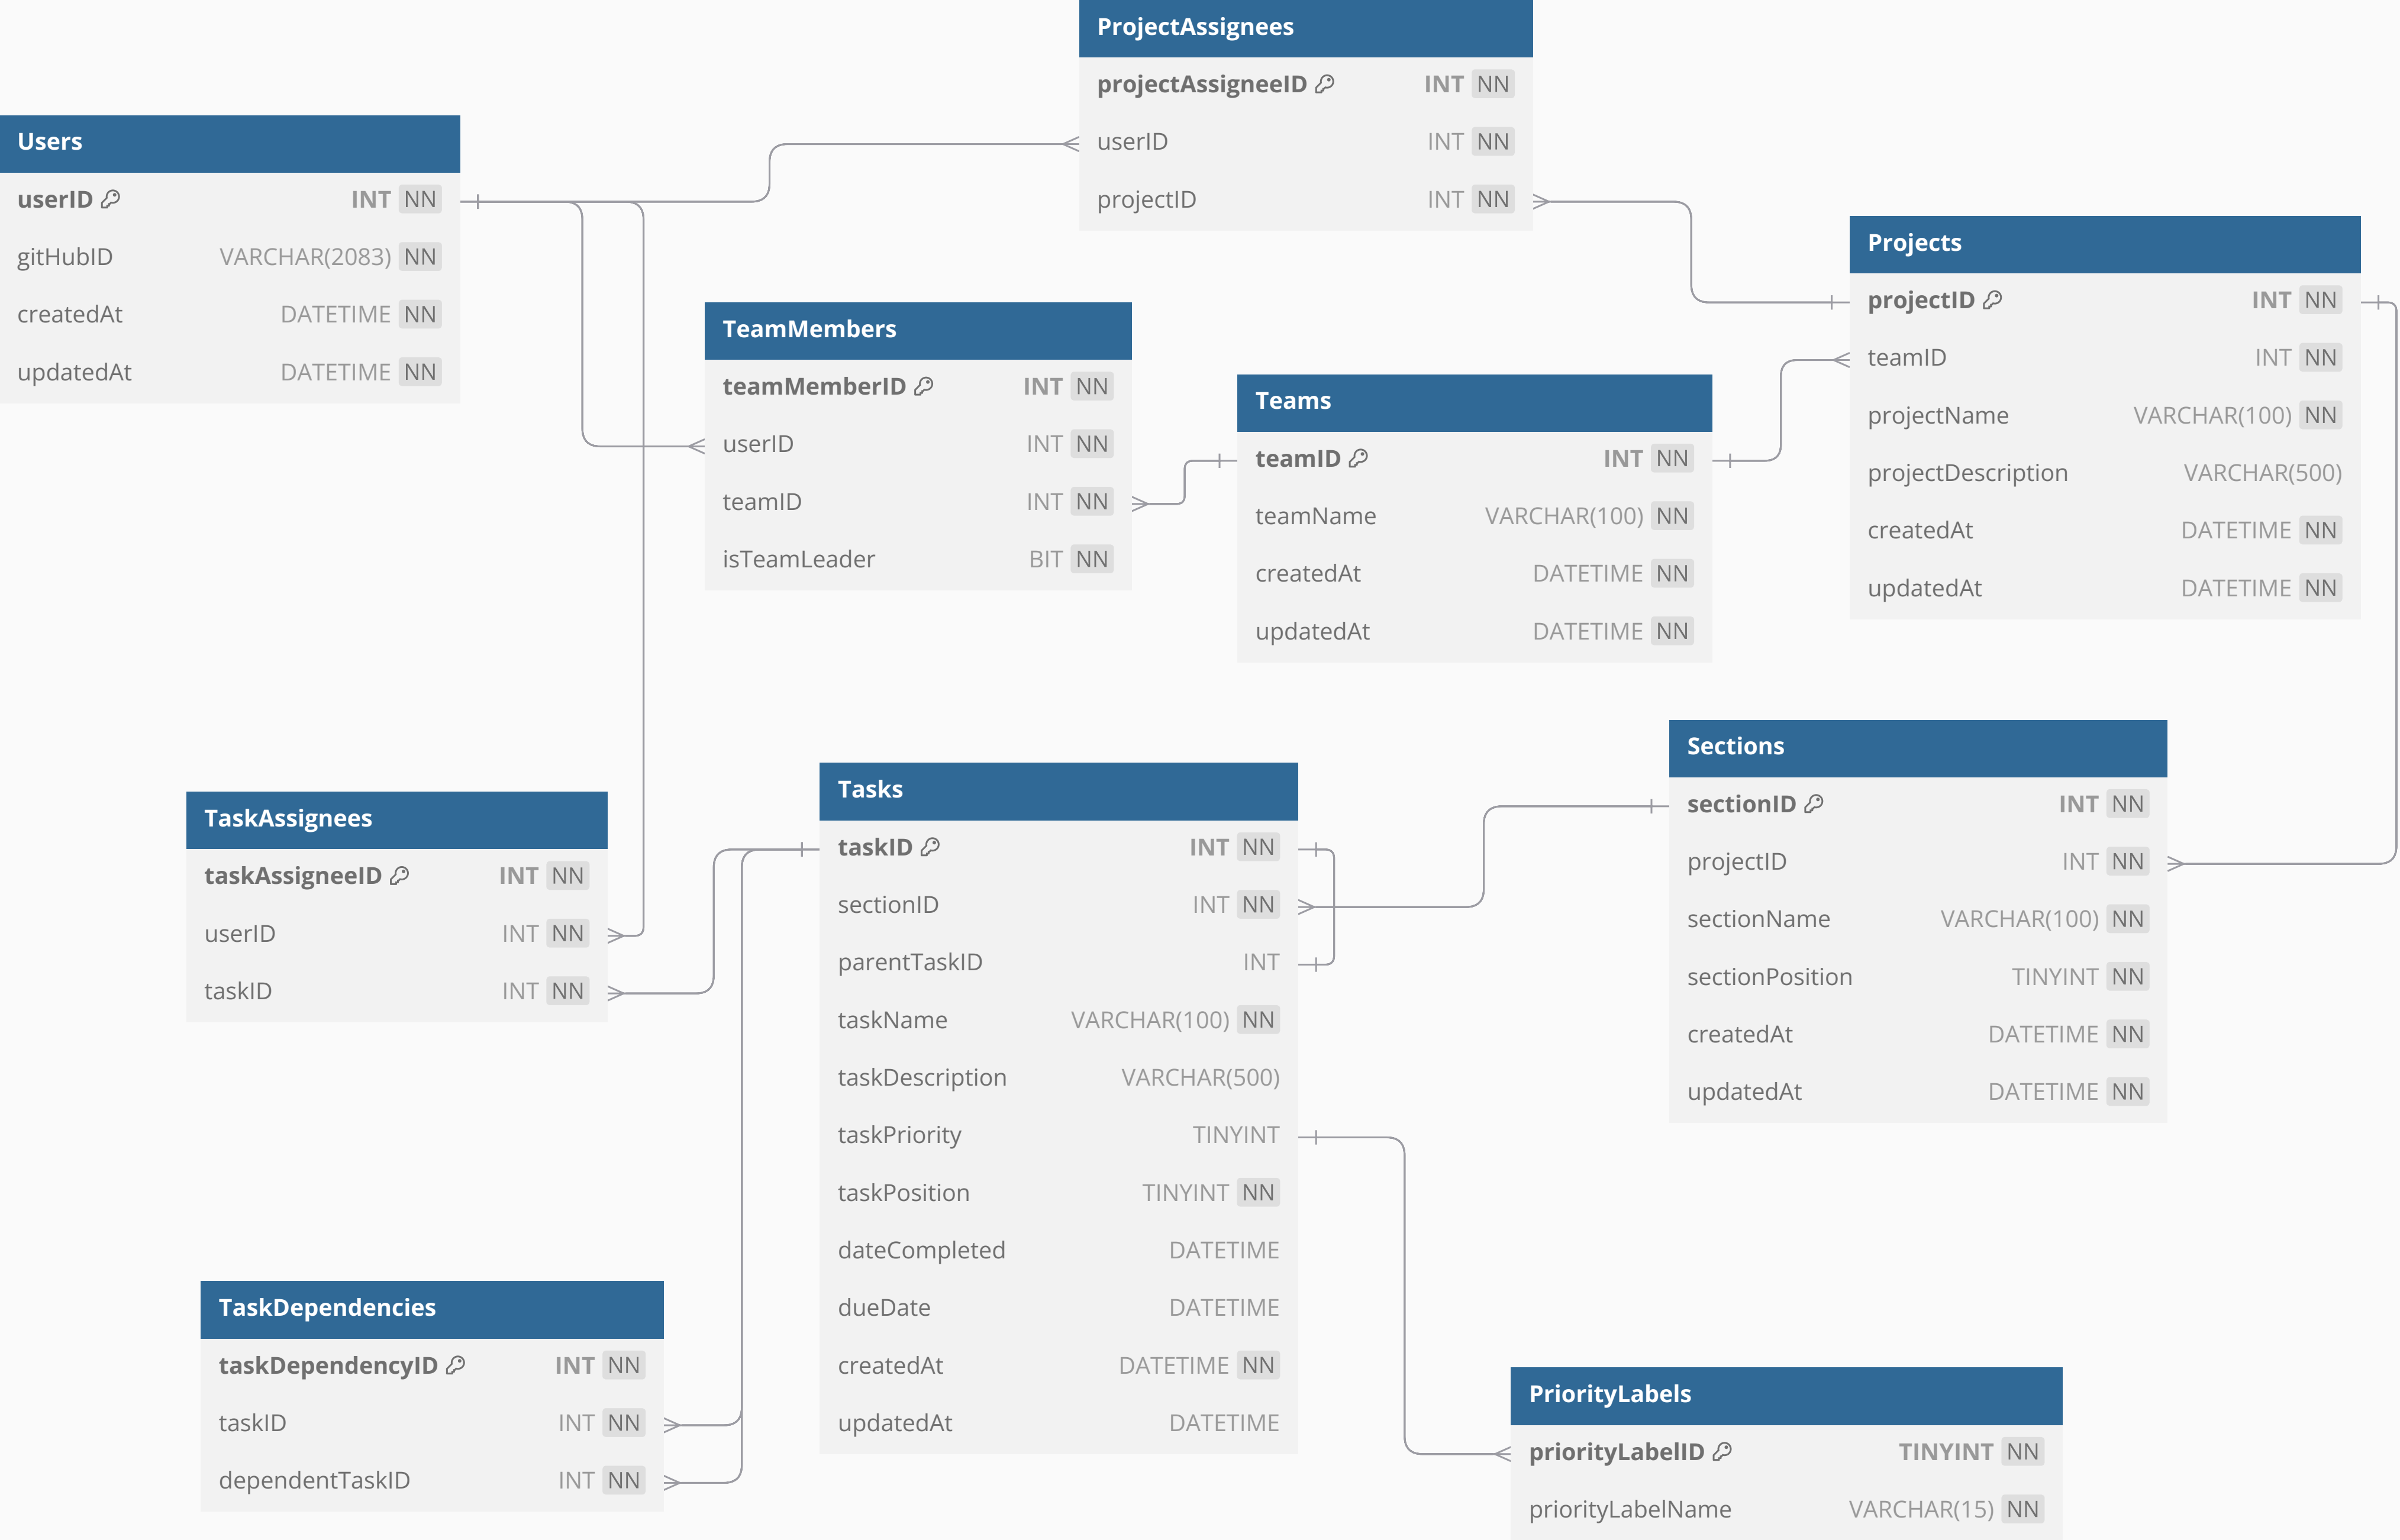 ProjectAssignees
projectAssigneeID INT NN
userID INT NN
projectID INT NN
Users
userID INT NN
gitHubID VARCHAR(2083) NN
createdAt DATETIME NN
updatedAt DATETIME NN
Projects
projectID INT NN
teamID INT NN
projectName VARCHAR(100) NN
projectDescription VARCHAR(500)
createdAt DATETIME NN
updatedAt DATETIME NN
TeamMembers
teamMemberID INT NN
userID INT NN
teamID INT NN
isTeamLeader BIT NN
Teams
teamID INT NN
teamName VARCHAR(100) NN
createdAt DATETIME NN
updatedAt DATETIME NN
Sections
sectionID INT NN
projectID INT NN
sectionName VARCHAR(100) NN
sectionPosition TINYINT NN
createdAt DATETIME NN
updatedAt DATETIME NN
Tasks
taskID INT NN
sectionID INT NN
parentTaskID INT
taskName VARCHAR(100) NN
taskDescription VARCHAR(500)
taskPriority TINYINT
taskPosition TINYINT NN
dateCompleted DATETIME
dueDate DATETIME
createdAt DATETIME NN
updatedAt DATETIME
TaskAssignees
taskAssigneeID INT NN
userID INT NN
taskID INT NN
TaskDependencies
taskDependencyID INT NN
taskID INT NN
dependentTaskID INT NN
PriorityLabels
priorityLabelID TINYINT NN
priorityLabelName VARCHAR(15) NN